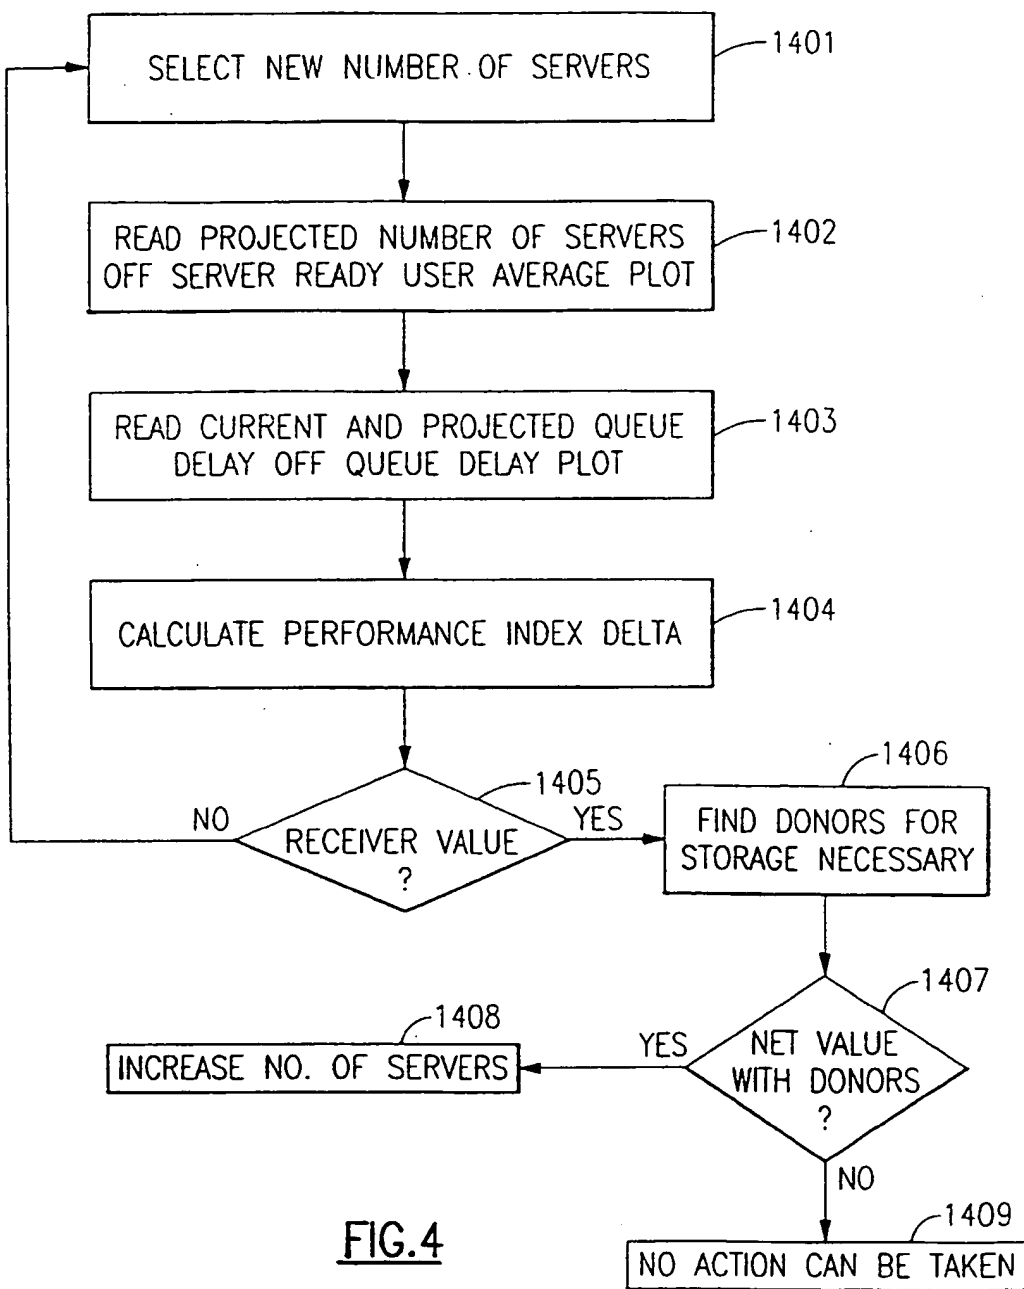 SELECT NEW NUMBER OF SERVERS
1401
READ PROJECTED NUMBER OF SERVERS
OFF SERVER READY USER AVERAGE PLOT
1402
READ CURRENT AND PROJECTED QUEUE
DELAY OFF QUEUE DELAY PLOT
1403
CALCULATE PERFORMANCE INDEX DELTA
1404
1405
RECEIVER VALUE
?
NO
YES
1406
FIND DONORS FOR
STORAGE NECESSARY
1407
NET VALUE
WITH DONORS
?
YES
1408
INCREASE NO. OF SERVERS
NO
1409
NO ACTION CAN BE TAKEN
FIG.4